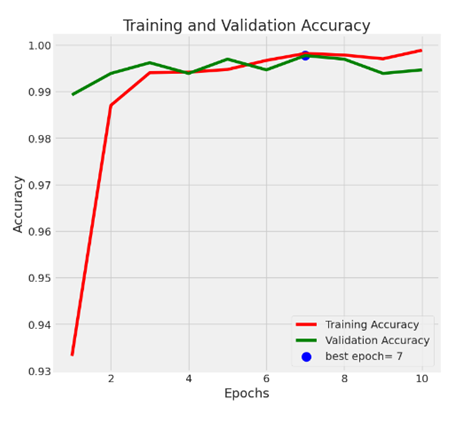 Training and Validation Accuracy
1.00
0.99
0.98
0.97
0.96
0.95
0.94
0.93
Accuracy
Training Accuracy
Validation Accuracy
best epoch= 7
2 4 6 8 10
Epochs